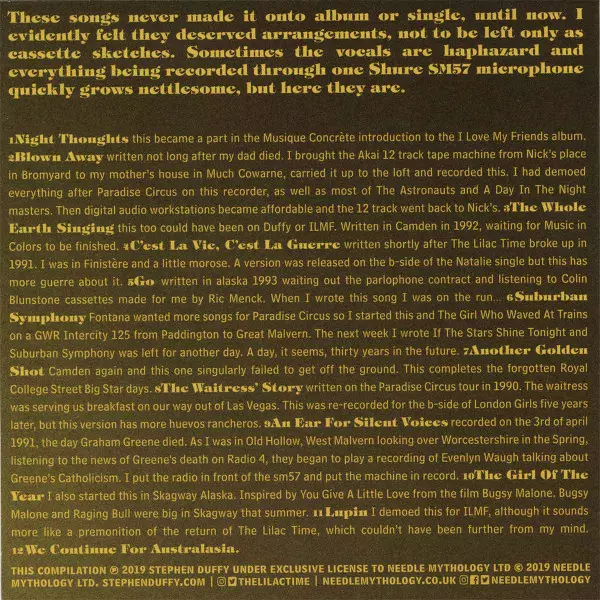 These songs never made it onto album or single, until now. I
evidently felt they deserved arrangements, not to be left only as
cassette sketches. Sometimes the vocals are haphazard and
everything being recorded through one Shure SM57 microphone
quickly grows nettlesome, but here they are.
1Night Thoughts this became a part in the Musique Concrète introduction to the I Love My Friends album.
2Blown Away written not long after my dad died. I brought the Akai 12 track tape machine from Nick's place
in Bromyard to my mother's house in Much Cowarne, carried it up to the loft and recorded this. I had demoed
everything after Paradise Circus on this recorder, as well as most of The Astronauts and A Day In The Night
masters. Then digital audio workstations became affordable and the 12 track went back to Nick's. 3The Whole
Earth Singing this too could have been on Duffy or ILMF. Written in Camden in 1992, waiting for Music in
Colors to be finished. 4C'est La Vie, C'est La Guerre written shortly after The Lilac Time broke up in
1991. I was in Finistère and a little morose. A version was released on the b-side of the Natalie single but this has
more guerre about it. 5Go written in alaska 1993 waiting out the parlophone contract and listening to Colin
Blunstone cassettes made for me by Ric Menck. When I wrote this song I was on the run... 6Suburban
Symphony Fontana wanted more songs for Paradise Circus so I started this and The Girl Who Waved At Trains
on a GWR Intercity 125 from Paddington to Great Malvern. The next week I wrote If The Stars Shine Tonight and
Suburban Symphony was left for another day. A day, it seems, thirty years in the future. 7Another Golden
Shot Camden again and this one singularly failed to get off the ground. This completes the forgotten Royal
College Street Big Star days. 8The Waitress' Story written on the Paradise Circus tour in 1990. The waitress
was serving us breakfast on our way out of Las Vegas. This was re-recorded for the b-side of London Girls five years
later, but this version has more huevos rancheros. 9An Ear For Silent Voices recorded on the 3rd of april
1991, the day Graham Greene died. As I was in Old Hollow, West Malvern looking over Worcestershire in the Spring,
listening to the news of Greene's death on Radio 4, they began to play a recording of Evenlyn Waugh talking about
Greene's Catholicism. I put the radio in front of the sm57 and put the machine in record. 10The Girl Of The
Year I also started this in Skagway Alaska. Inspired by You Give A Little Love from the film Bugsy Malone. Bugsy
Malone and Raging Bull were big in Skagway that summer. 11Lupin I demoed this for ILMF, although it sounds
more like a premonition of the return of The Lilac Time, which couldn't have been further from my mind.
12We Continue For Australasia.
THIS COMPILATION ℗ 2019 STEPHEN DUFFY UNDER EXCLUSIVE LICENSE TO NEEDLE MYTHOLOGY LTD © 2019 NEEDLE
MYTHOLOGY LTD. STEPHENDUFFY.COM | THELILACTIME | NEEDLEMYTHOLOGY.CO.UK NEEDLEMYTHOLOGY